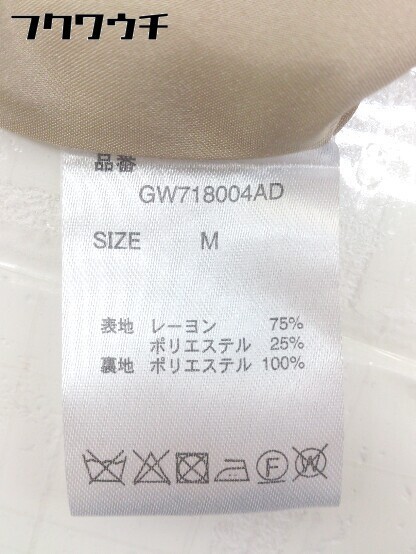 フクウウチ
品番
GW718004AD
SIZE M
表地 レーヨン 75%
ポリエステル 25%
裏地 ポリエステル 100%